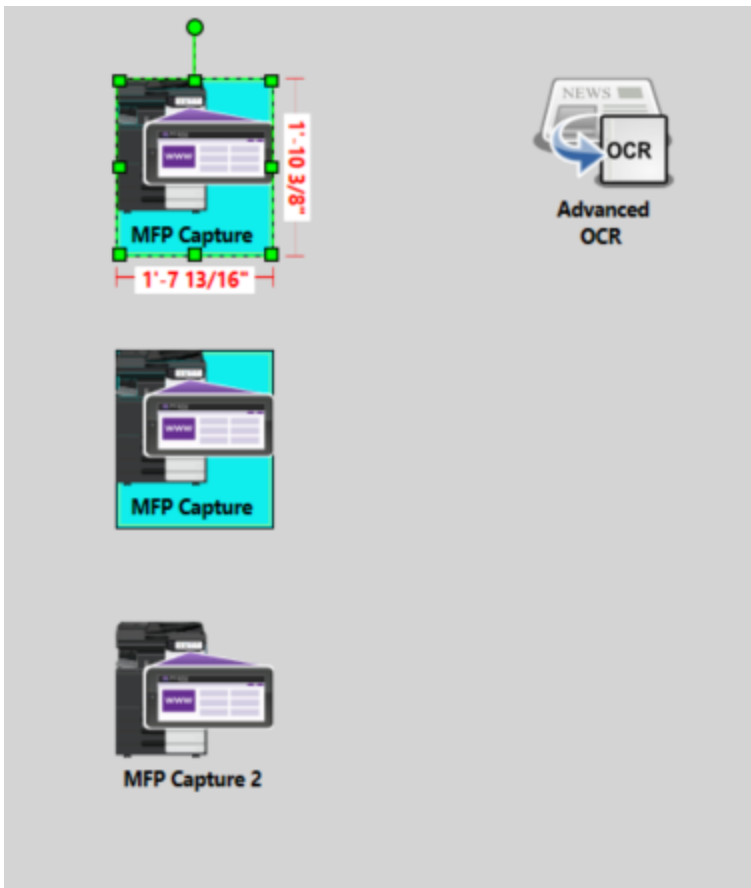 www
MFP Capture
1'-10 3/8"
1'-7 13/16"
NEWS
OCR
Advanced
OCR
www
MFP Capture
www
MFP Capture 2